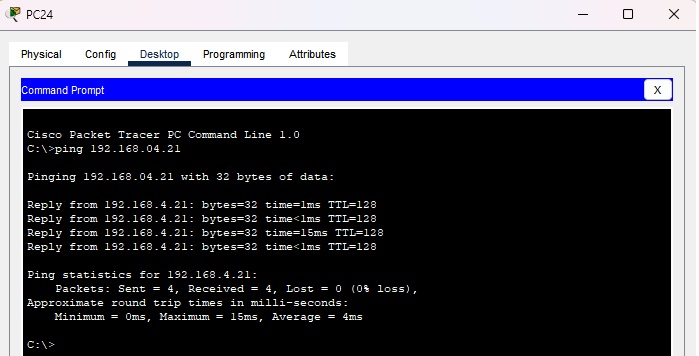 PC24
Physical Config Desktop Programming Attributes
Command Prompt X
Cisco Packet Tracer PC Command Line 1.0
C:\>ping 192.168.04.21
Pinging 192.168.04.21 with 32 bytes of data:
Reply from 192.168.4.21: bytes=32 time=1ms TTL=128
Reply from 192.168.4.21: bytes=32 time<1ms TTL=128
Reply from 192.168.4.21: bytes=32 time=15ms TTL=128
Reply from 192.168.4.21: bytes=32 time<1ms TTL=128
Ping statistics for 192.168.4.21:
Packets: Sent = 4, Received = 4, Lost = 0 (0% loss),
Approximate round trip times in milli-seconds:
Minimum = 0ms, Maximum = 15ms, Average = 4ms
C:\>